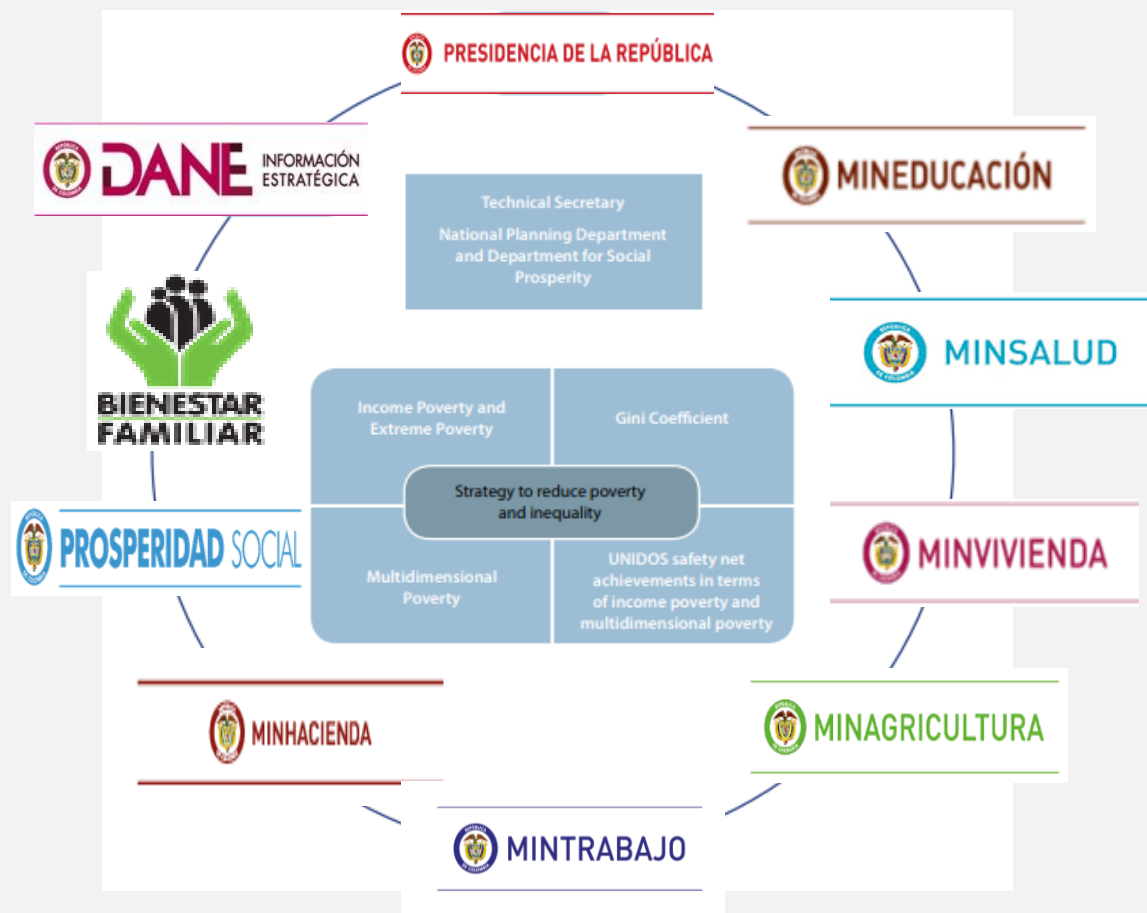 PRESIDENCIA DE LA REPÚBLICA
DANE INFORMACIÓN
ESTRATÉGICA
MINEDUCACIÓN
Technical Secretary
National Planning Department
and Department for Social
Prosperity
BIENESTAR
FAMILIAR
MINSALUD
Income Poverty and
Extreme Poverty
Gini Coefficient
Strategy to reduce poverty
and inequality
PROSPERIDAD SOCIAL
MINVIVIENDA
Multidimensional
Poverty
UNIDOS safety net
achievements in terms
of income poverty and
multidimensional poverty
MINHACIENDA
MINAGRICULTURA
MINTRABAJO